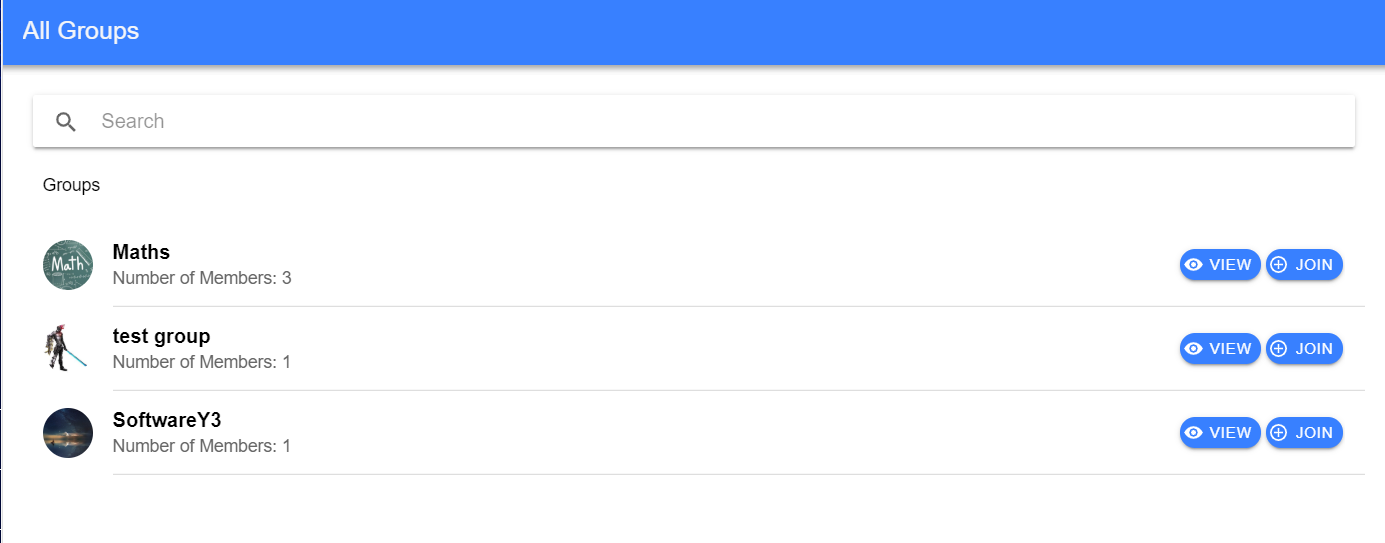 All Groups
Search
Groups
Math
Maths
Number of Members: 3
VIEW JOIN
test group
Number of Members: 1
VIEW JOIN
SoftwareY3
Number of Members: 1
VIEW JOIN